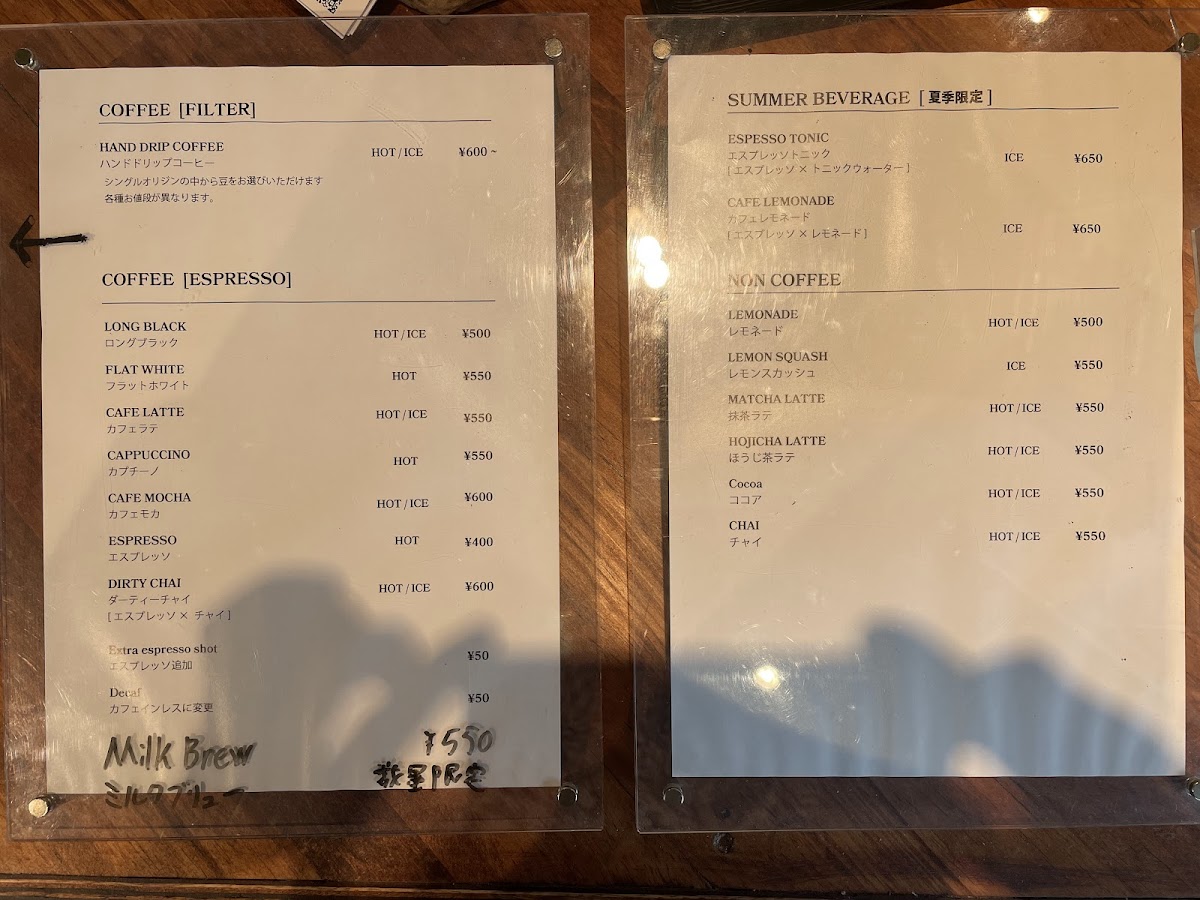 COFFEE [FILTER]
HAND DRIP COFFEE HOT / ICE ¥600 ~
ハンドドリップコーヒー
シングルオリジンの中から豆をお選びいただけます
各種お値段が異なります。
COFFEE [ESPRESSO]
LONG BLACK HOT / ICE ¥500
ロングブラック
FLAT WHITE HOT ¥550
フラットホワイト
CAFE LATTE HOT / ICE ¥550
カフェラテ
CAPPUCCINO HOT ¥550
カプチーノ
CAFE MOCHA HOT / ICE ¥600
カフェモカ
ESPRESSO HOT ¥400
エスプレッソ
DIRTY CHAI HOT / ICE ¥600
ダーティーチャイ
[ エスプレッソ × チャイ ]
Extra espresso shot ¥50
エスプレッソ追加
Decaf ¥50
カフェインレスに変更
Milk Brew ¥550
ミルクブリュー 数量限定
SUMMER BEVERAGE [ 夏季限定 ]
ESPESSO TONIC ICE ¥650
エスプレッソトニック
[ エスプレッソ × トニックウォーター ]
CAFE LEMONADE ICE ¥650
カフェレモネード
[ エスプレッソ × レモネード ]
NON COFFEE
LEMONADE HOT / ICE ¥500
レモネード
LEMON SQUASH ICE ¥550
レモンスカッシュ
MATCHA LATTE HOT / ICE ¥550
抹茶ラテ
HOJICHA LATTE HOT / ICE ¥550
ほうじ茶ラテ
Cocoa HOT / ICE ¥550
ココア
CHAI HOT / ICE ¥550
チャイ